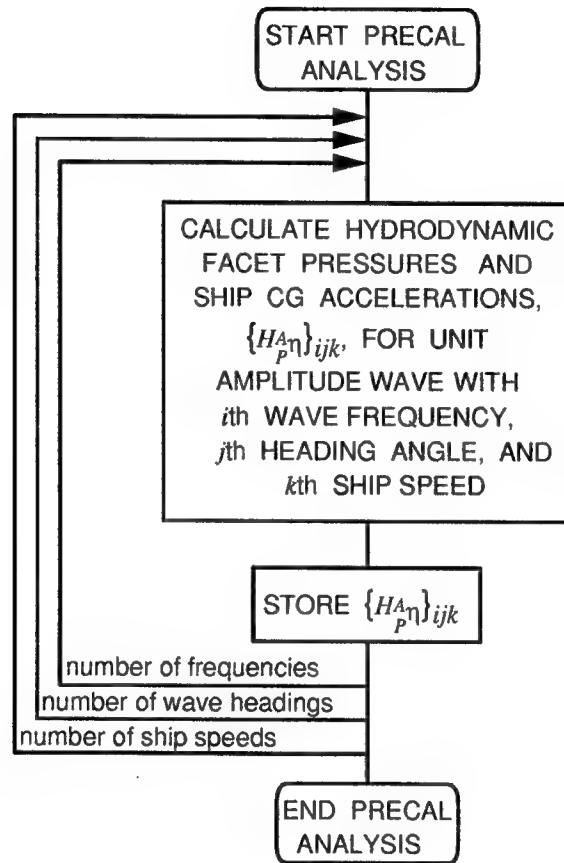 START PRECAL
ANALYSIS
CALCULATE HYDRODYNAMIC
FACET PRESSURES AND
SHIP CG ACCELERATIONS,
{H^A_P η}_ijk, FOR UNIT
AMPLITUDE WAVE WITH
ith WAVE FREQUENCY,
jth HEADING ANGLE, AND
kth SHIP SPEED
STORE {H^A_P η}_ijk
number of frequencies
number of wave headings
number of ship speeds
END PRECAL
ANALYSIS